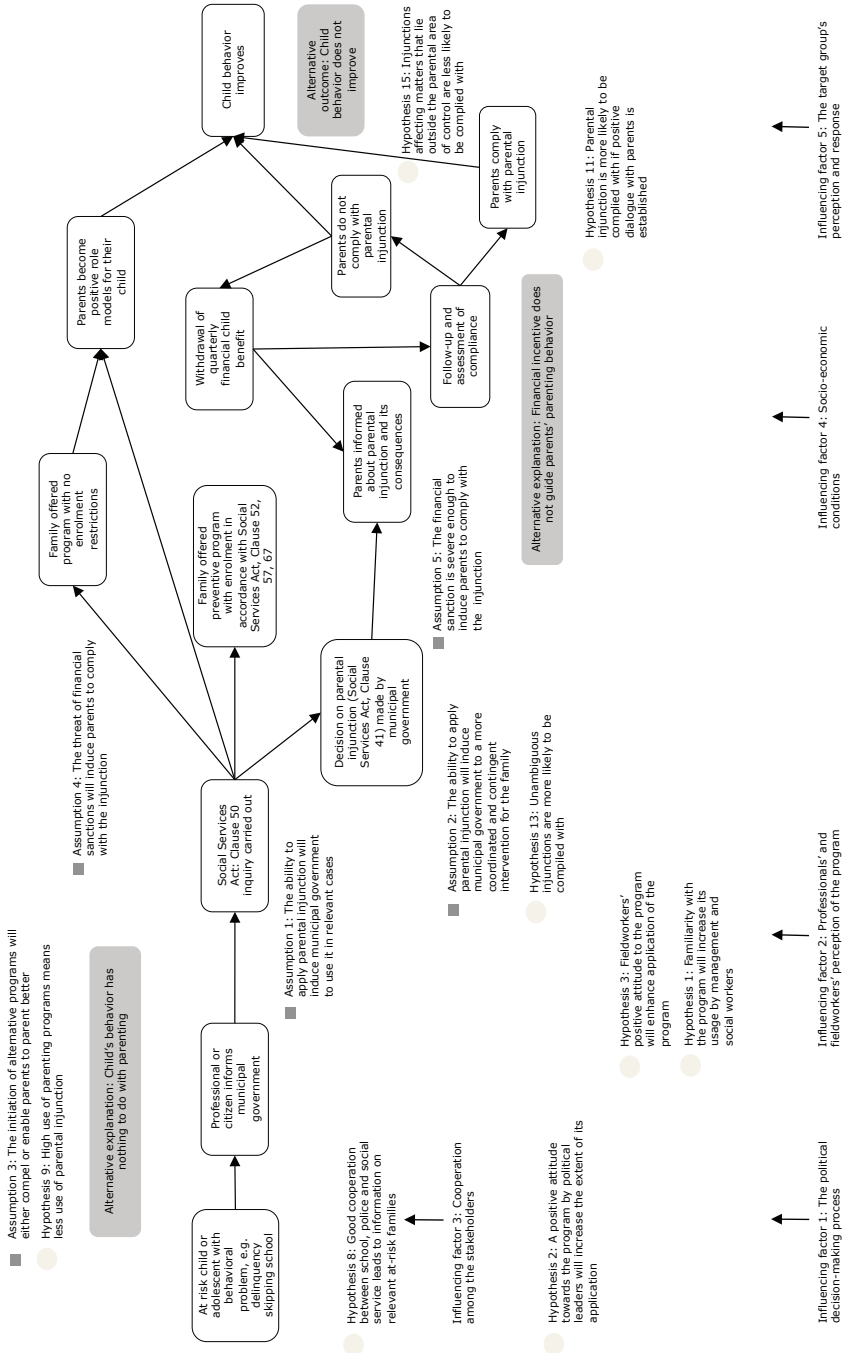 Assumption 3: The initiation of alternative programs will
either compel or enable parents to parent better
Hypothesis 9: High use of parenting programs means
less use of parental injunction
Alternative explanation: Child's behavior has
nothing to do with parenting
Assumption 4: The threat of financial
sanctions will induce parents to comply
with the injunction
Family offered
program with no
enrolment
restrictions
Parents become
positive role
models for their
child
Child behavior
improves
Alternative
outcome: Child
behavior does not
improve
At risk child or
adolescent with
behavioral
problem, e.g.
delinquency
skipping school
Professional or
citizen informs
municipal
government
Social Services
Act: Clause 50
inquiry carried out
Family offered
preventive program
with enrolment in
accordance with Social
Services Act, Clause 52,
57, 67
Withdrawal of
quarterly
financial child
benefit
Assumption 1: The ability to
apply parental injunction will
induce municipal government
to use it in relevant cases
Decision on parental
injunction (Social
Services Act, Clause
41) made by
municipal
government
Parents informed
about parental
injunction and its
consequences
Parents do not
comply with
parental
injunction
Hypothesis 15: Injunctions
affecting matters that lie
outside the parental area
of control are less likely to
be complied with
Follow-up and
assessment of
compliance
Parents comply
with parental
injunction
Hypothesis 8: Good cooperation
between school, police and social
service leads to information on
relevant at-risk families
Influencing factor 3: Cooperation
among the stakeholders
Assumption 2: The ability to apply
parental injunction will induce
municipal government to a more
coordinated and contingent
intervention for the family
Assumption 5: The financial
sanction is severe enough to
induce parents to comply with
the injunction
Alternative explanation: Financial incentive does
not guide parents' parenting behavior
Hypothesis 13: Unambiguous
injunctions are more likely to be
compiled with
Hypothesis 11: Parental
injunction is more likely to be
complied with if positive
dialogue with parents is
established
Hypothesis 2: A positive attitude
towards the program by political
leaders will increase the extent of its
application
Hypothesis 3: Fieldworkers'
positive attitude to the program
will enhance application of the
program
Hypothesis 1: Familiarity with
the program will increase its
usage by management and
social workers
Influencing factor 1: The political
decision-making process
Influencing factor 2: Professionals' and
fieldworkers' perception of the program
Influencing factor 4: Socio-economic
conditions
Influencing factor 5: The target group's
perception and response